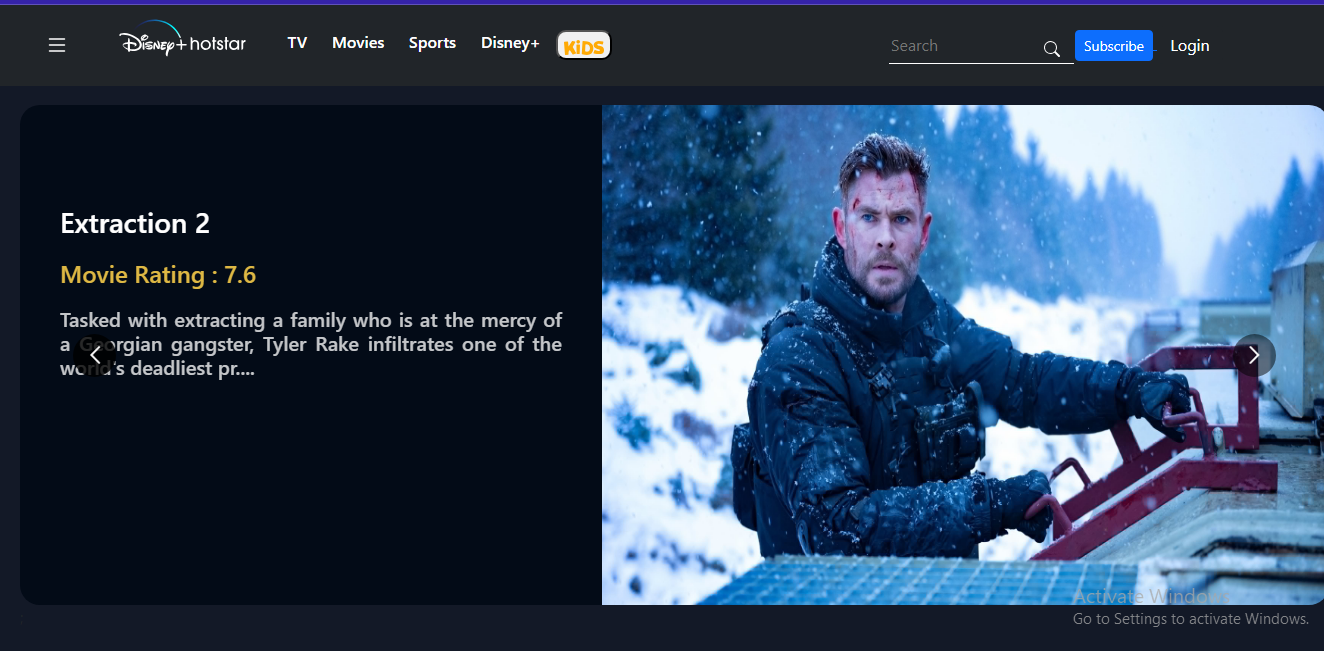 Disney+ hotstar
TV Movies Sports Disney+ KiDS
Search
Subscribe
Login
Extraction 2
Movie Rating : 7.6
Tasked with extracting a family who is at the mercy of
a Georgian gangster, Tyler Rake infiltrates one of the
world's deadliest pr....
Activate Windows
Go to Settings to activate Windows.